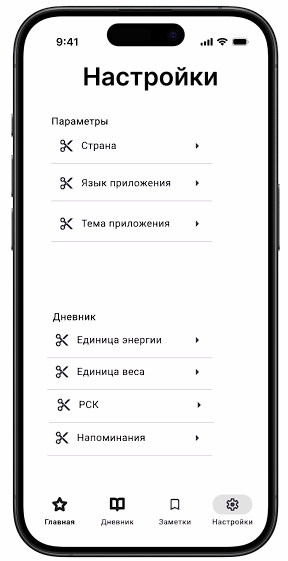 9:41
Настройки
Параметры
Страна
Язык приложения
Тема приложения
Дневник
Единица энергии
Единица веса
РСК
Напоминания
Главная
Дневник
Заметки
Настройки